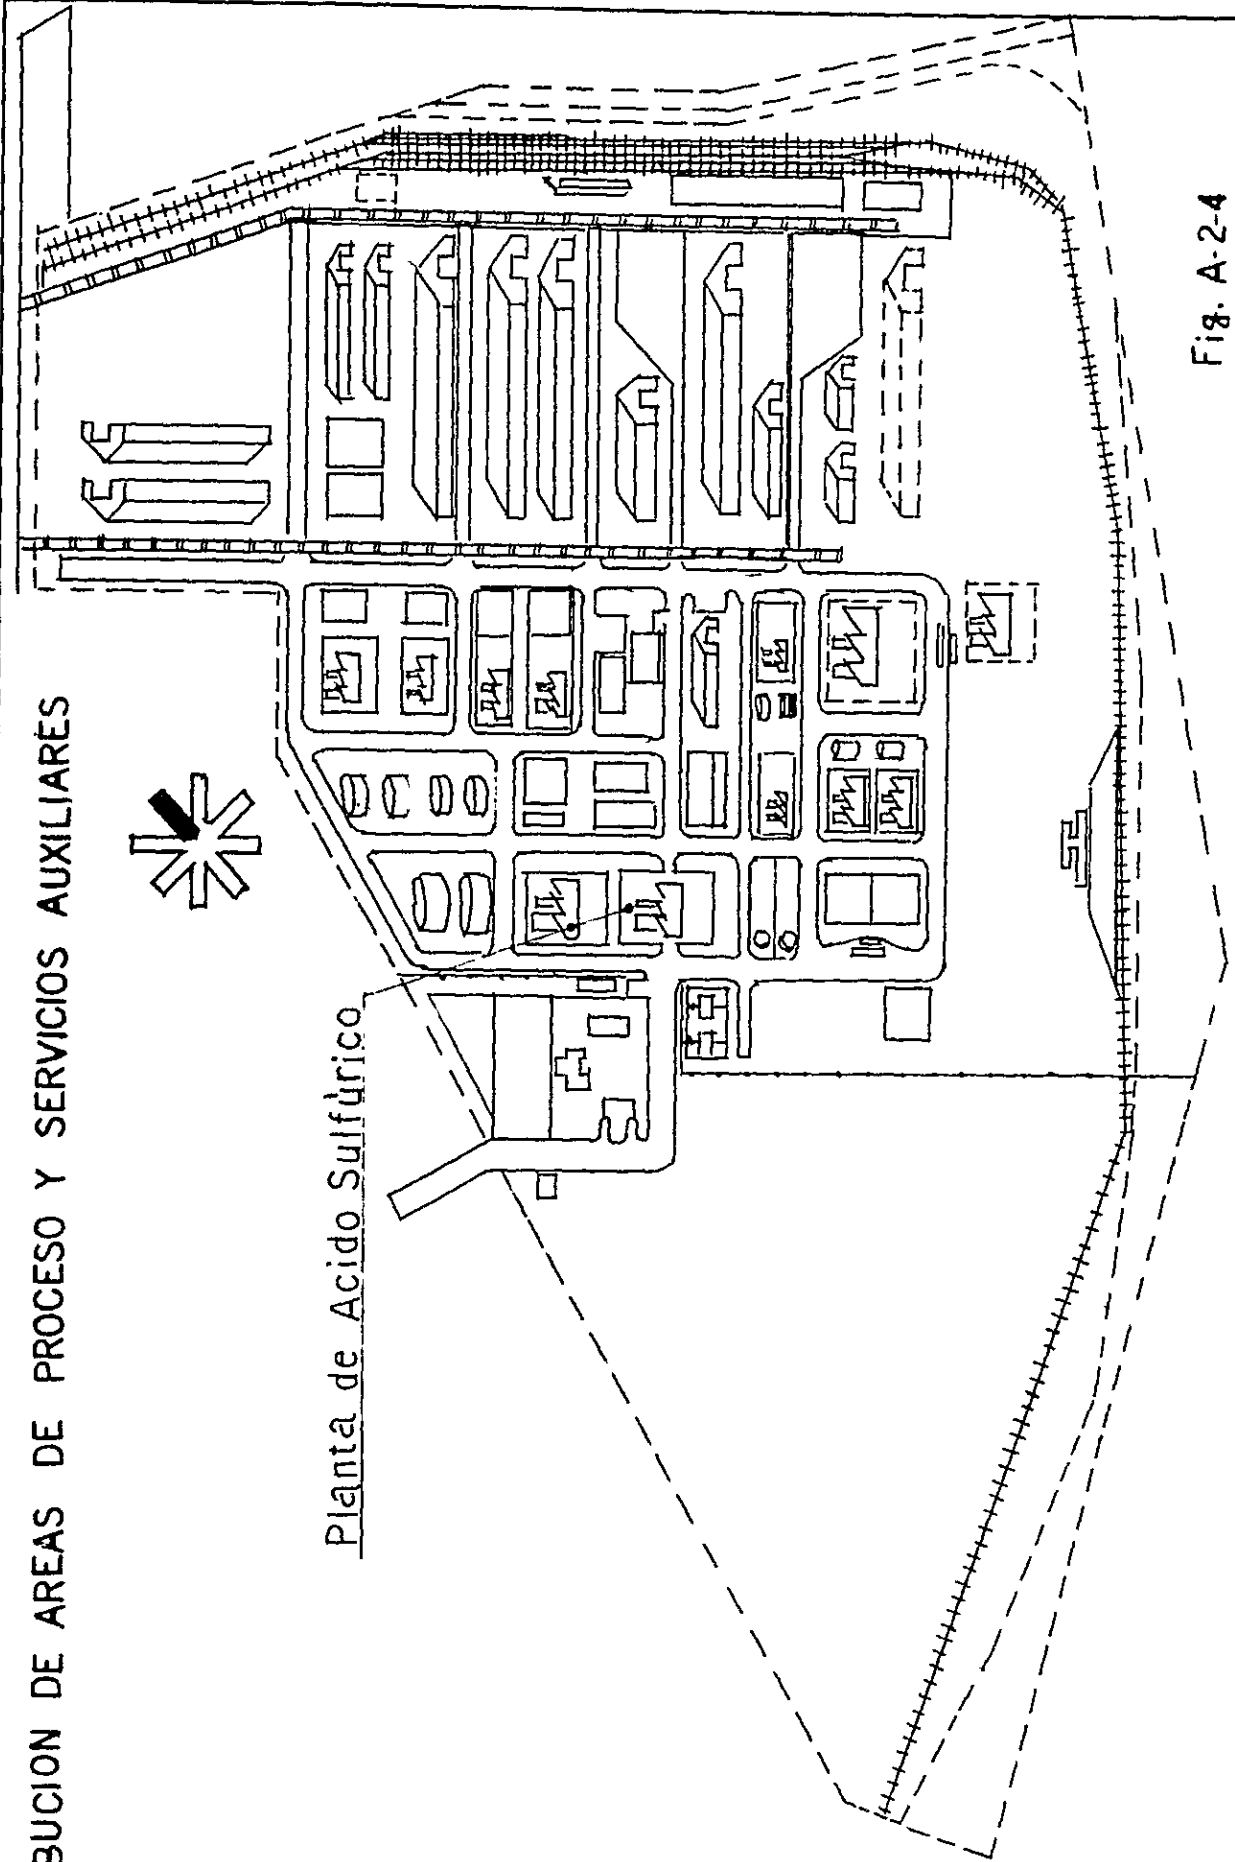 BUCION DE AREAS DE PROCESO Y SERVICIOS AUXILIARES
Planta de Acido Sulfúrico
Fig. A-2-4